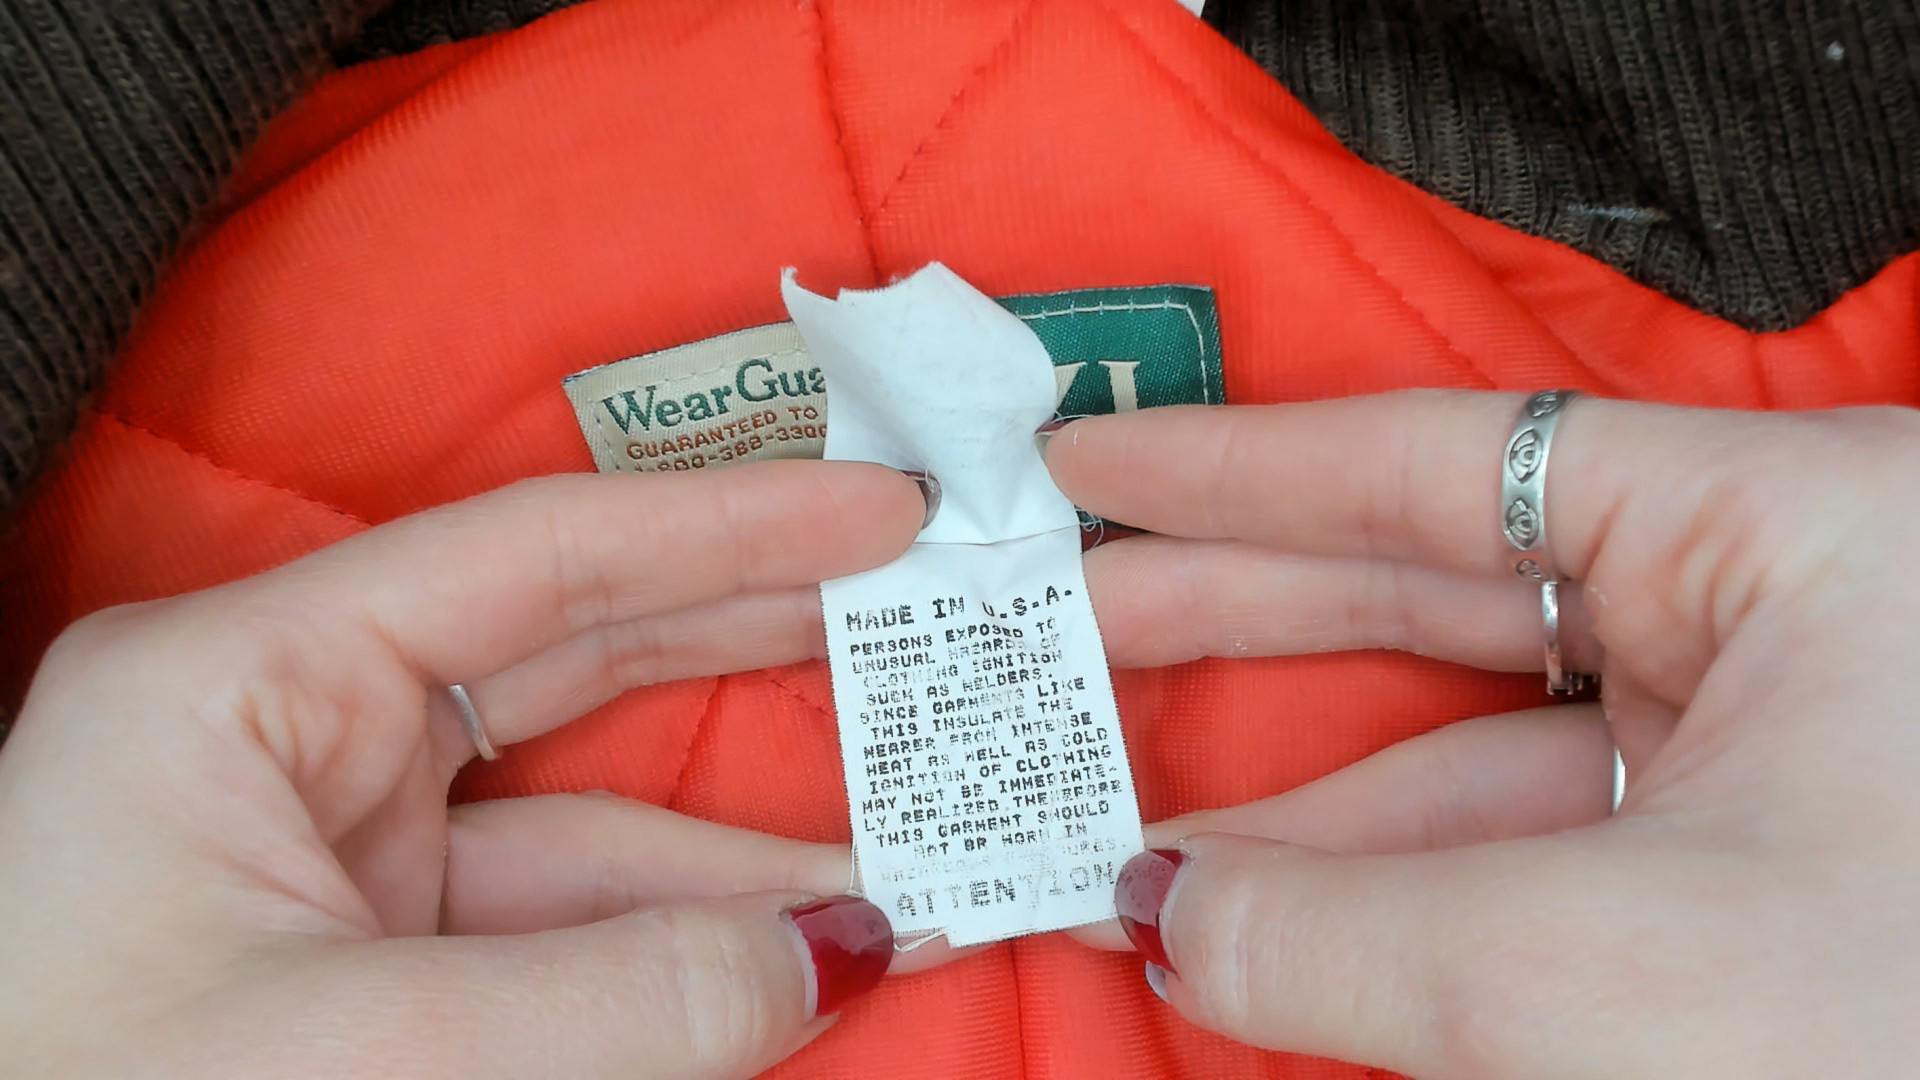 WearGua
GUARANTEED TO
1-800-388-3300
XL
MADE IN U.S.A.
PERSONS EXPOSED TO
UNUSUAL HAZARDS OF
CLOTHING IGNITION
SUCH AS WELDERS.
SINCE GARMENTS LIKE
THIS INSULATE THE
WEARER FROM INTENSE
HEAT AS WELL AS COLD
IGNITION OF CLOTHING
MAY NOT BE IMMEDIATE-
LY REALIZED THEREFORE
THIS GARMENT SHOULD
NOT BE WORN IN
ATTENTION